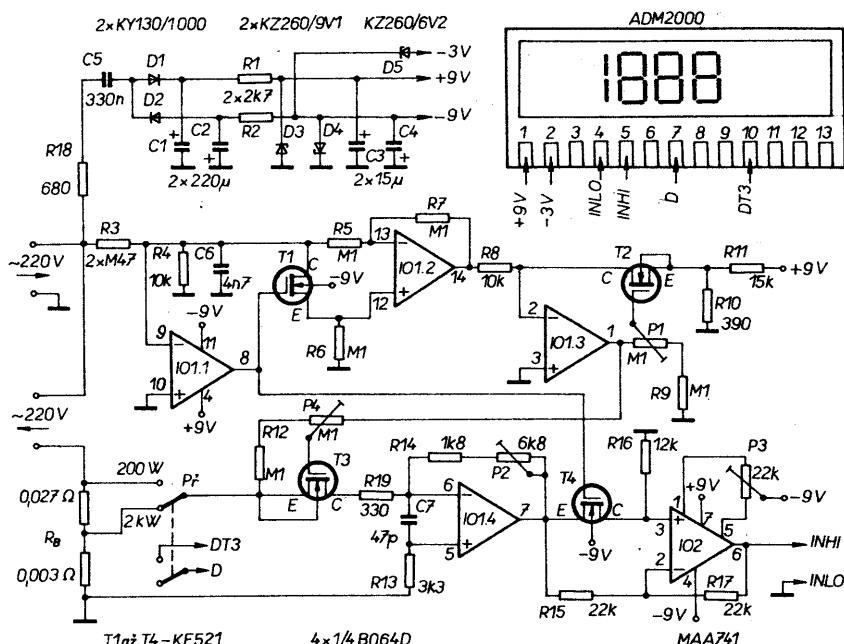 2×KY130/1000 2×KZ260/9V1 KZ260/6V2 ADM2000
C5 D1 R1 D5 -3V
330n 2×2k7 +9V
D2 R2 D3 D4 C4 -9V
C1 C2 C3
2×220μ 2×15μ
1888
1 2 3 4 5 6 7 8 9 10 11 12 13
+9V -3V INLO INHI D DT3
R18
680
R3
2×M47
~220V
R4
10k
C6
4n7
T1
C
E
-9V
R5
M1
R7
M1
13 -
12 +
IO1.2
14
R6
M1
R8
10k
T2
C E
R11
15k
+9V
R10
390
2 -
3 +
IO1.3
1
P1
M1
R9
M1
-9V
9 -
11
IO1.1
8
10 +
4
+9V
~220V
200W
Př
2kW
0,027Ω
RB
0,003Ω
DT3
D
R12
M1
P4
M1
T3
E C
R19
330
R14
1k8
6k8
P2
C7
47p
6 -
5 +
IO1.4
7
R13
3k3
T4
E C
-9V
R16
12k
R15
22k
P3
22k
-9V
+9V
1
7
3 +
5
IO2
6
2 -
4
-9V
R17
22k
INHI
INLO
T1až T4-KF521 4×1/4 B064D MAA741